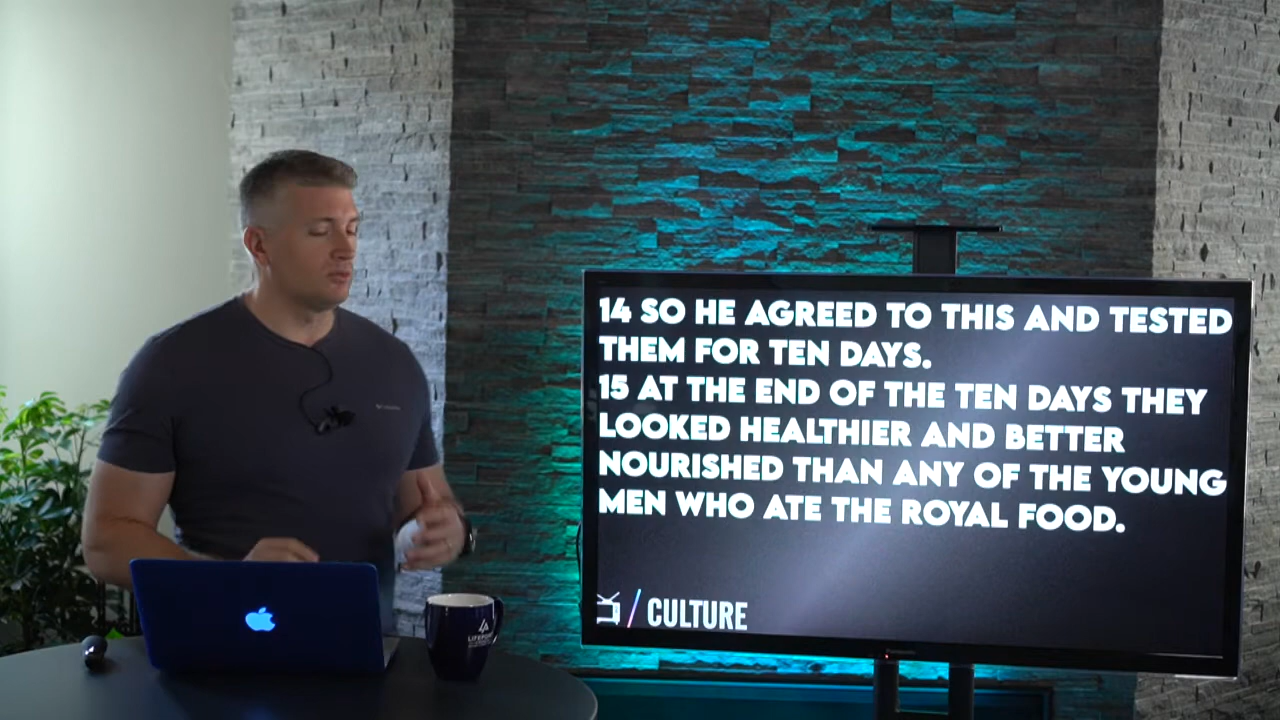 14 SO HE AGREED TO THIS AND TESTED
THEM FOR TEN DAYS.
15 AT THE END OF THE TEN DAYS THEY
LOOKED HEALTHIER AND BETTER
NOURISHED THAN ANY OF THE YOUNG
MEN WHO ATE THE ROYAL FOOD.
/ CULTURE